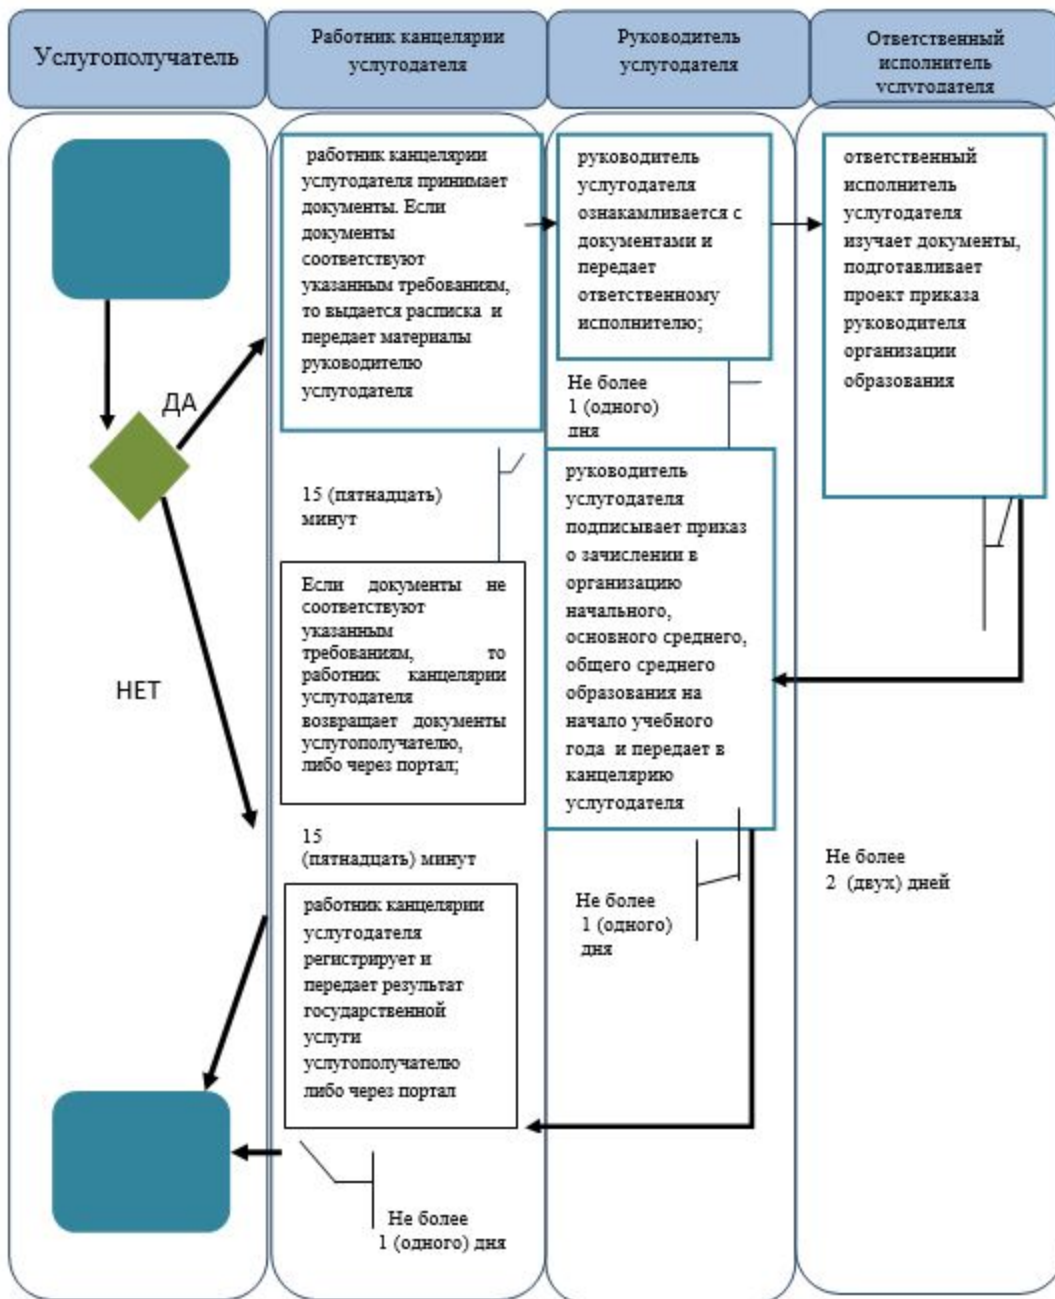 Услугополучатель
Работник канцелярии
услугодателя
Руководитель
услугодателя
Ответственный
исполнитель
услугодателя
работник канцелярии
услугодателя принимает
документы. Если
документы
соответствуют
указанным требованиям,
то выдается расписка и
передает материалы
руководителю
услугодателя
руководитель
услугодателя
ознакамливается с
документами и
передает
ответственному
исполнителю;
ответственный
исполнитель
услугодателя
изучает документы,
подготавливает
проект приказа
руководителя
организации
образования
ДА
НЕТ
15 (пятнадцать)
минут
Не более
1 (одного)
дня
Если документы не
соответствуют
указанным
требованиям, то
работник канцелярии
услугодателя
возвращает документы
услугополучателю,
либо через портал;
руководитель
услугодателя
подписывает приказ
о зачислении в
организацию
начального,
основного среднего,
общего среднего
образования на
начало учебного
года и передает в
канцелярию
услугодателя
15
(пятнадцать) минут
Не более
1 (одного)
дня
Не более
2 (двух) дней
работник канцелярии
услугодателя
регистрирует и
передает результат
государственной
услуги
услугополучателю
либо через портал
Не более
1 (одного) дня